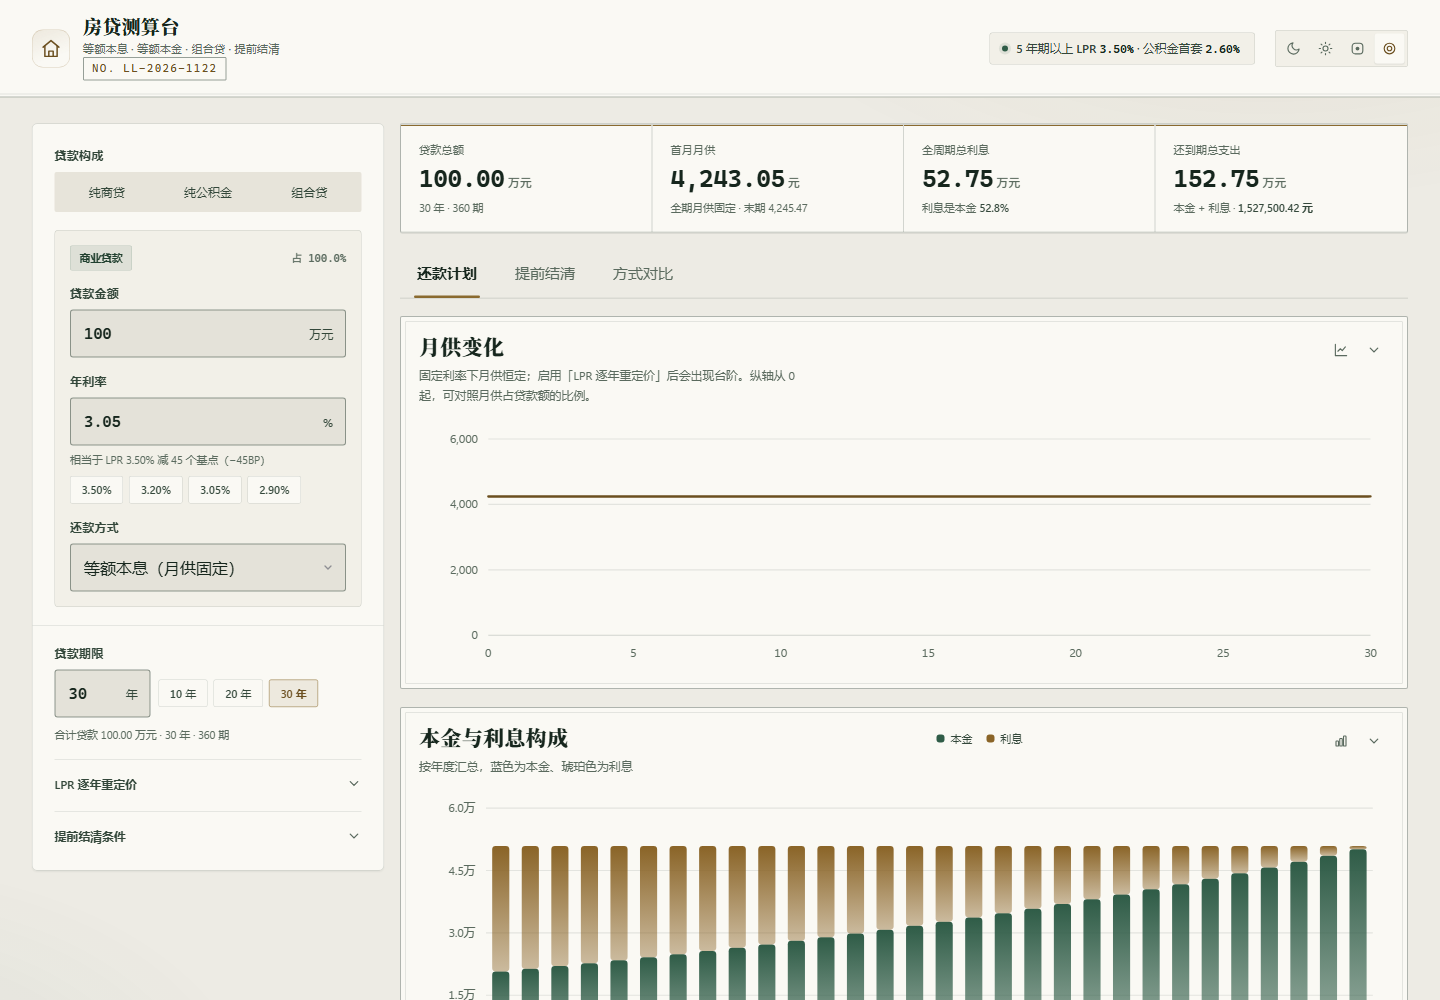 房贷测算台
等额本息 · 等额本金 · 组合贷 · 提前结清
NO. LL-2026-1122
5 年期以上 LPR 3.50% · 公积金首套 2.60%
贷款构成
纯商贷 纯公积金 组合贷
商业贷款 占 100.0%
贷款金额
100 万元
年利率
3.05 %
相当于 LPR 3.50% 减 45 个基点（−45BP）
3.50% 3.20% 3.05% 2.90%
还款方式
等额本息（月供固定）
贷款期限
30 年 10 年 20 年 30 年
合计贷款 100.00 万元 · 30 年 · 360 期
LPR 逐年重定价
提前结清条件
贷款总额
100.00 万元
30 年 · 360 期
首月月供
4,243.05 元
全期月供固定 · 末期 4,245.47
全周期总利息
52.75 万元
利息是本金 52.8%
还到期总支出
152.75 万元
本金 + 利息 · 1,527,500.42 元
还款计划 提前结清 方式对比
月供变化
固定利率下月供恒定；启用「LPR 逐年重定价」后会出现台阶。纵轴从 0
起，可对照月供占贷款额的比例。
6,000
4,000
2,000
0
0 5 10 15 20 25 30
本金与利息构成
本金 利息
按年度汇总，蓝色为本金、琥珀色为利息
6.0万
4.5万
3.0万
1.5万